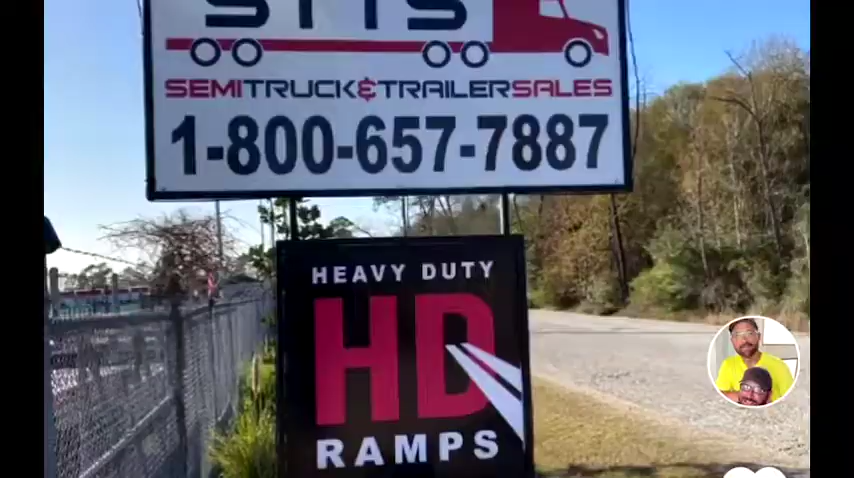 STTS
SEMITRUCK&TRAILERSALES
1-800-657-7887
HEAVY DUTY
HD
RAMPS